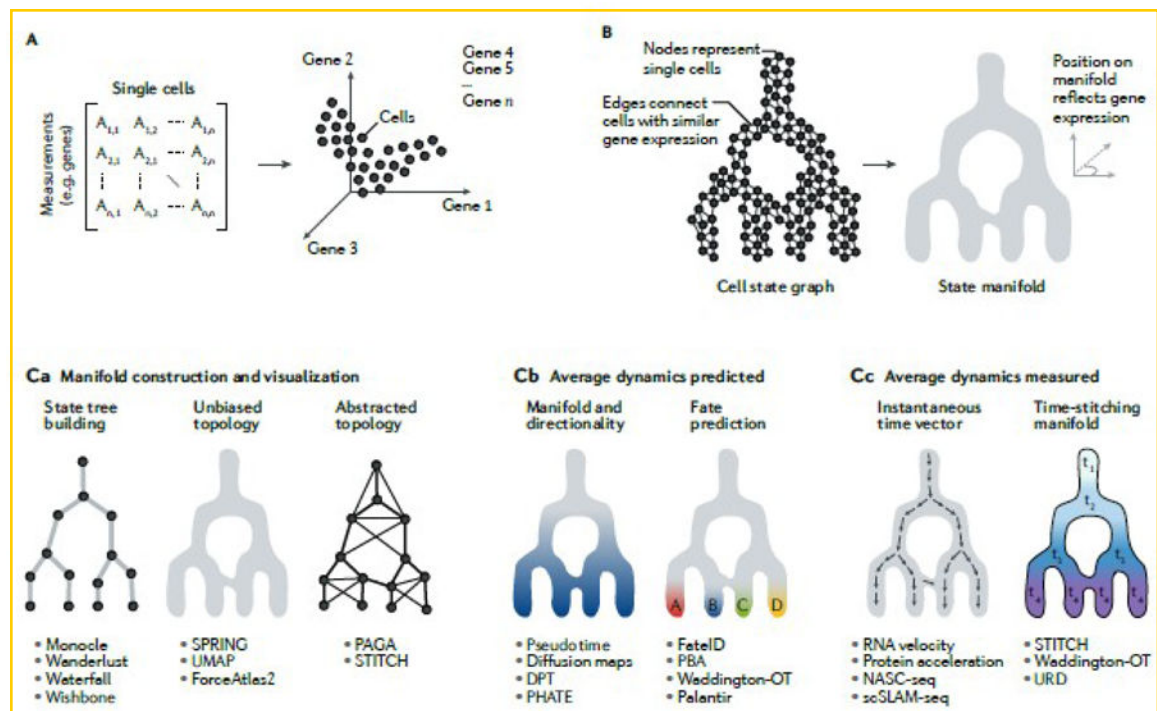 A
Single cells
Measurements
(e.g. genes)
A1,1 A1,2 A1,n
A2,1 A2,1 A2,n
An,1 An,2 An,n
Gene 2
Gene 4
Gene 5
...
Gene n
Cells
Gene 1
Gene 3
B
Nodes represent
single cells
Edges connect
cells with similar
gene expression
Position on
manifold
reflects gene
expression
Cell state graph
State manifold
Ca Manifold construction and visualization
State tree
building
Unbiased
topology
Abstracted
topology
• Monocle
• Wanderlust
• Waterfall
• Wishbone
• SPRING
• UMAP
• ForceAtlas2
• PAGA
• STITCH
Cb Average dynamics predicted
Manifold and
directionality
Fate
prediction
A B C D
• Pseudo time
• Diffusion maps
• DPT
• PHATE
• FateID
• PBA
• Waddington-OT
• Palantir
Cc Average dynamics measured
Instantaneous
time vector
Time-stitching
manifold
t1
t2
t3 t3
t4 t4 t4 t4
• RNA velocity
• Protein acceleration
• NASC-seq
• scSLAM-seq
• STITCH
• Waddington-OT
• URD